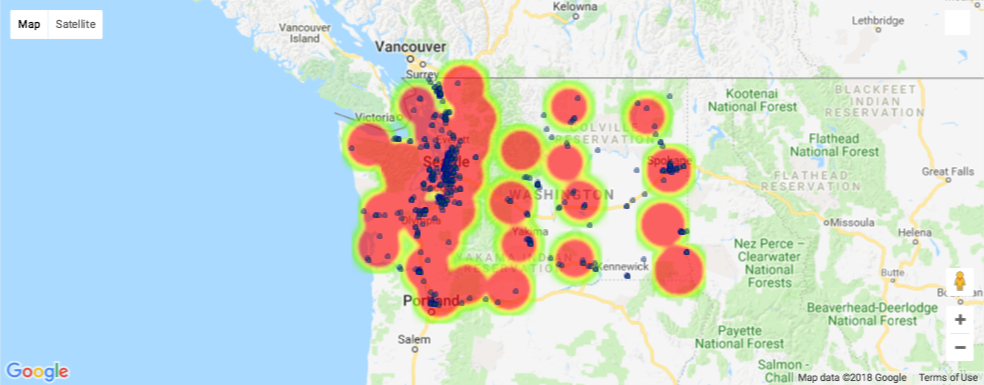 Map Satellite
Kelowna
Lethbridge
Vancouver
Island
Vancouver
Surrey
Kootenai
National Forest
BLACKFEET
INDIAN
RESERVATION
Victoria
COLVILLE
RESERVATION
Flathead
National Forest
Seattle
Spokane
Great Falls
FLATHEAD
RESERVATION
WASHINGTON
Olympia
Missoula
Yakima
Helena
YAKAMA INDIAN
RESERVATION
Kennewick
Nez Perce –
Clearwater
National
Forests
Butte
Portland
Beaverhead-Deerlodge
National Forest
Salem
Payette
National Forest
Salmon -
Google
Map data ©2018 Google Terms of Use